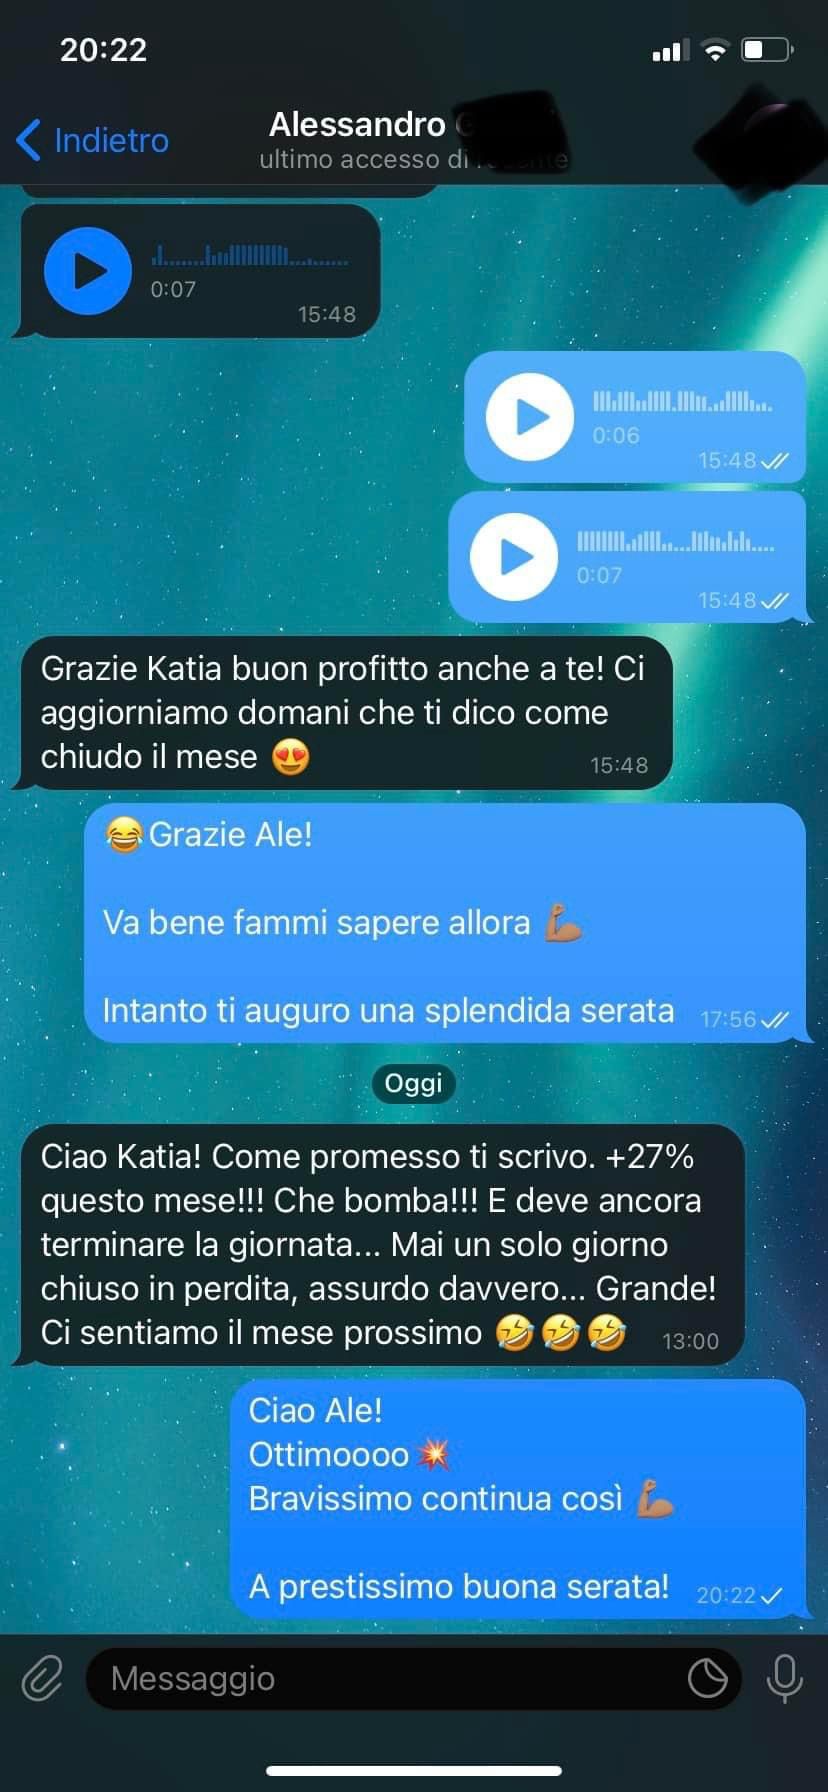 20:22
Indietro
Alessandro
ultimo accesso di
0:07
15:48
0:06
15:48
0:07
15:48
Grazie Katia buon profitto anche a te! Ci
aggiorniamo domani che ti dico come
chiudo il mese 😍
15:48
😂Grazie Ale!
Va bene fammi sapere allora 💪🏽
Intanto ti auguro una splendida serata
17:56
Oggi
Ciao Katia! Come promesso ti scrivo. +27%
questo mese!!! Che bomba!!! E deve ancora
terminare la giornata... Mai un solo giorno
chiuso in perdita, assurdo davvero... Grande!
Ci sentiamo il mese prossimo 🤣🤣🤣
13:00
Ciao Ale!
Ottimoooo 💥
Bravissimo continua così 💪🏽
A prestissimo buona serata!
20:22
Messaggio